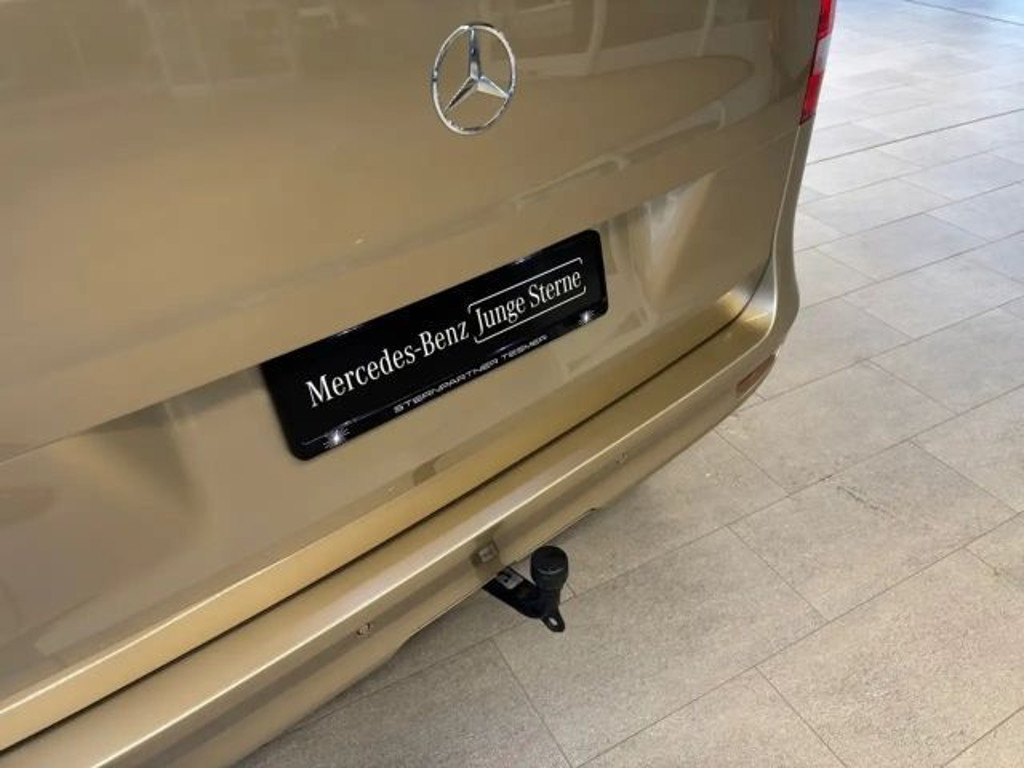 Mercedes-Benz Junge Sterne
STERNPARTNER TESMER